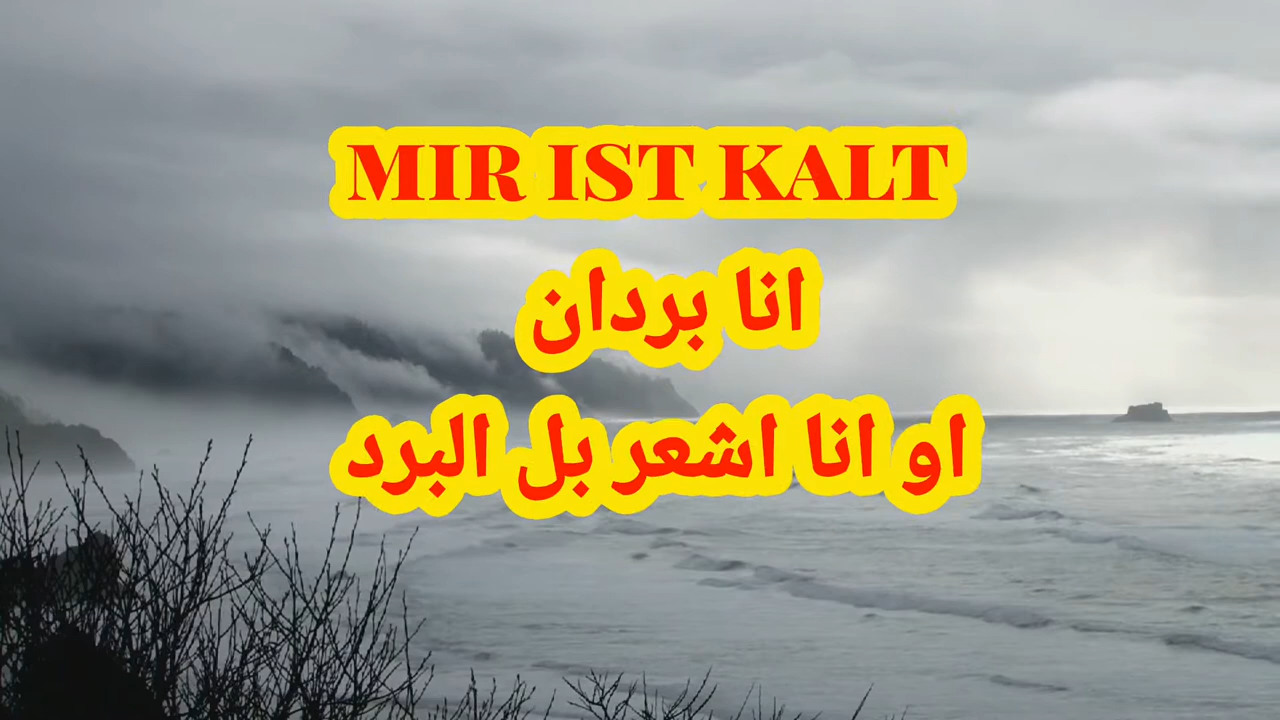 MIR IST KALT
انا بردان
او انا اشعر بل البرد